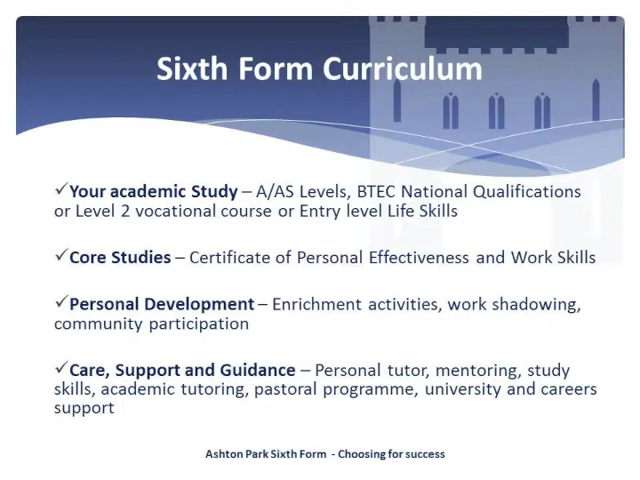 Sixth Form Curriculum
✓Your academic Study – A/AS Levels, BTEC National Qualifications
or Level 2 vocational course or Entry level Life Skills
✓Core Studies – Certificate of Personal Effectiveness and Work Skills
✓Personal Development – Enrichment activities, work shadowing,
community participation
✓Care, Support and Guidance – Personal tutor, mentoring, study
skills, academic tutoring, pastoral programme, university and careers
support
Ashton Park Sixth Form - Choosing for success